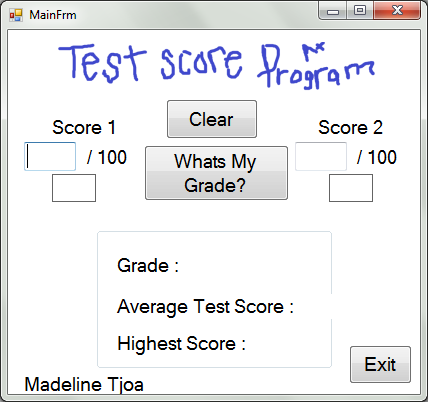 MainFrm
Test score Program
Clear
Score 1
Score 2
/ 100
/ 100
Whats My
Grade?
Grade :
Average Test Score :
Highest Score :
Exit
Madeline Tjoa